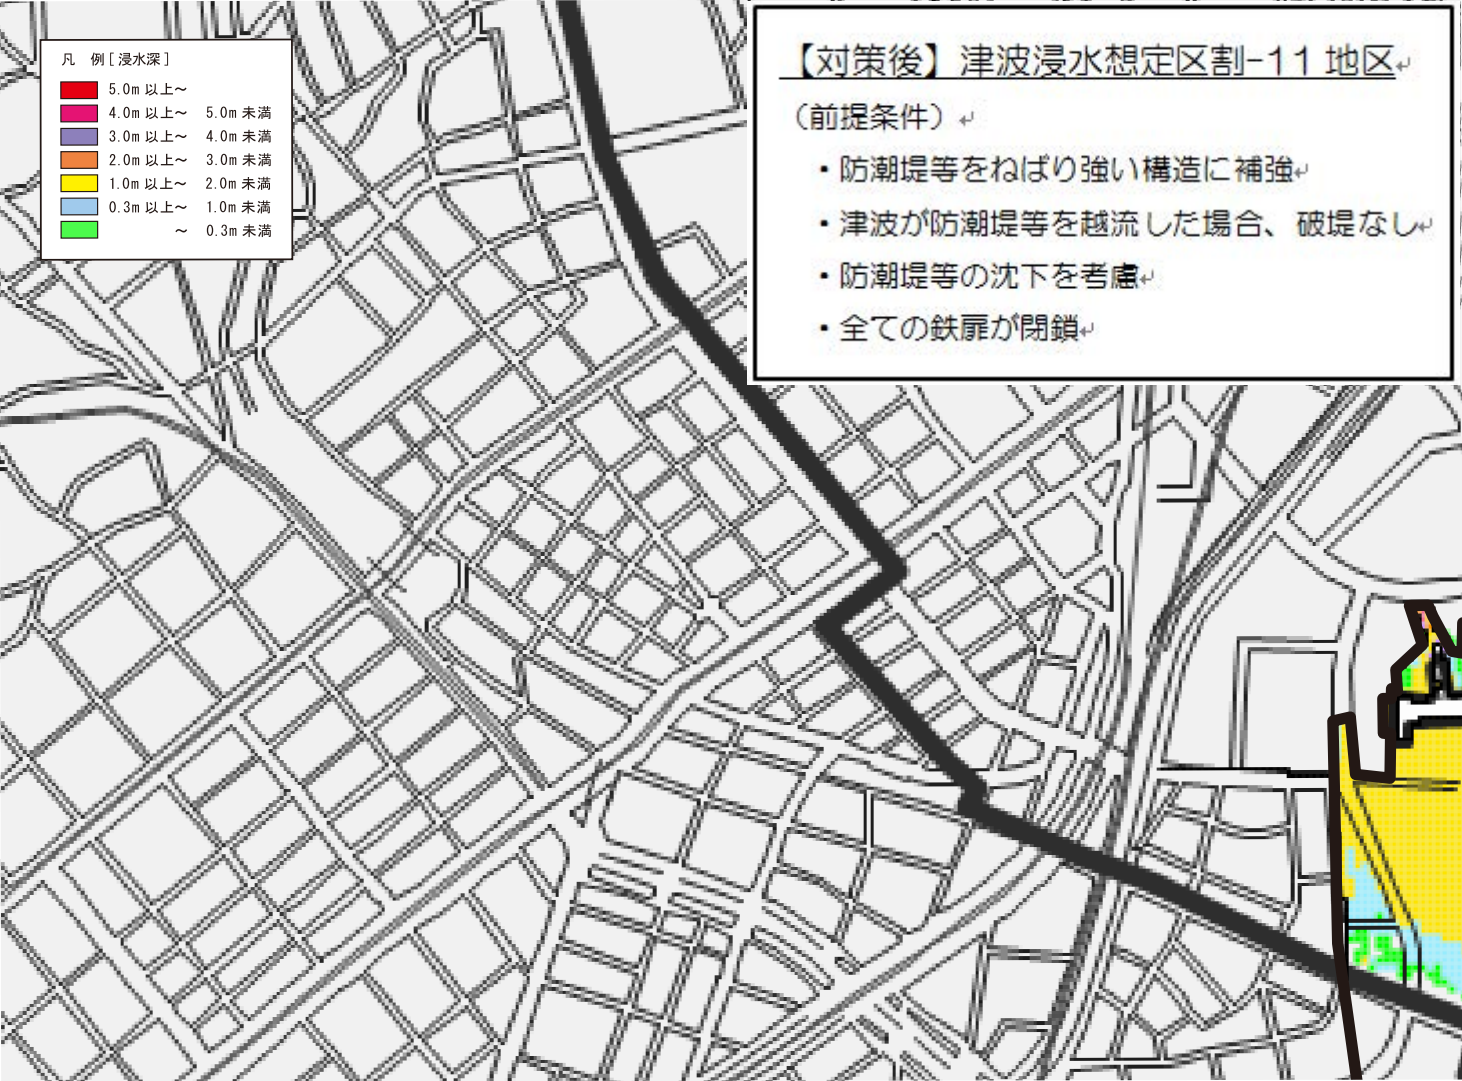 凡　例［浸水深］
5.0m 以上～
4.0m 以上～　5.0m 未満
3.0m 以上～　4.0m 未満
2.0m 以上～　3.0m 未満
1.0m 以上～　2.0m 未満
0.3m 以上～　1.0m 未満
～　0.3m 未満
【対策後】津波浸水想定区割-11 地区↵
（前提条件）↵
・防潮堤等をねばり強い構造に補強↵
・津波が防潮堤等を越流した場合、破堤なし↵
・防潮堤等の沈下を考慮↵
・全ての鉄扉が閉鎖↵